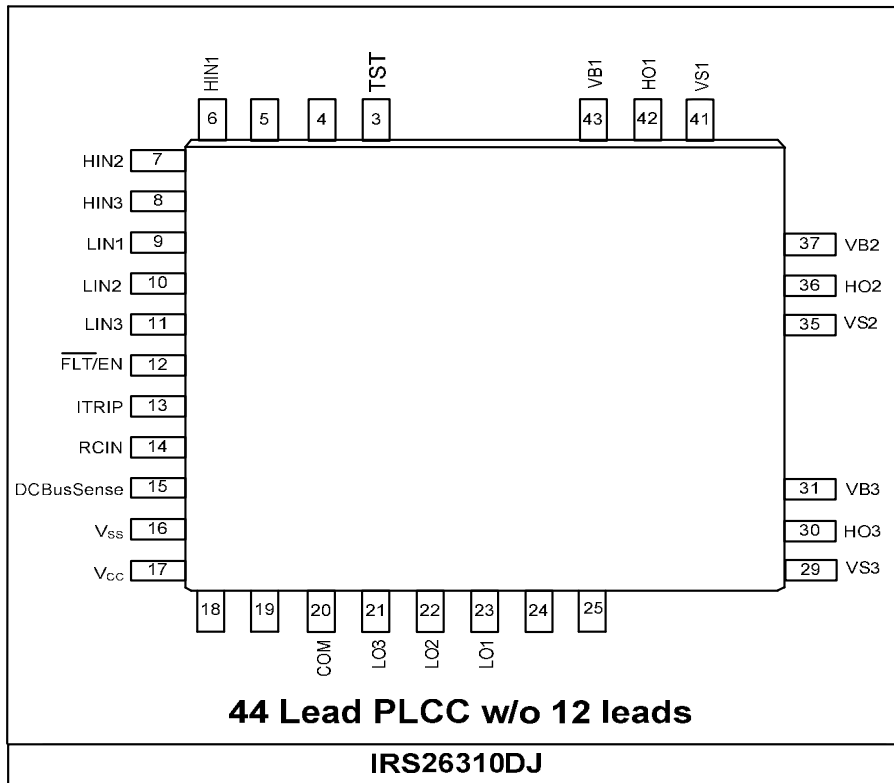 HIN1
TST
VB1
HO1
VS1
6
5
4
3
43
42
41
HIN2 7
HIN3 8
LIN1 9
LIN2 10
LIN3 11
FLT/EN 12
ITRIP 13
RCIN 14
DCBusSense 15
VSS 16
VCC 17
37 VB2
36 HO2
35 VS2
31 VB3
30 HO3
29 VS3
18
19
20
21
22
23
24
25
COM
LO3
LO2
LO1
44 Lead PLCC w/o 12 leads
IRS26310DJ